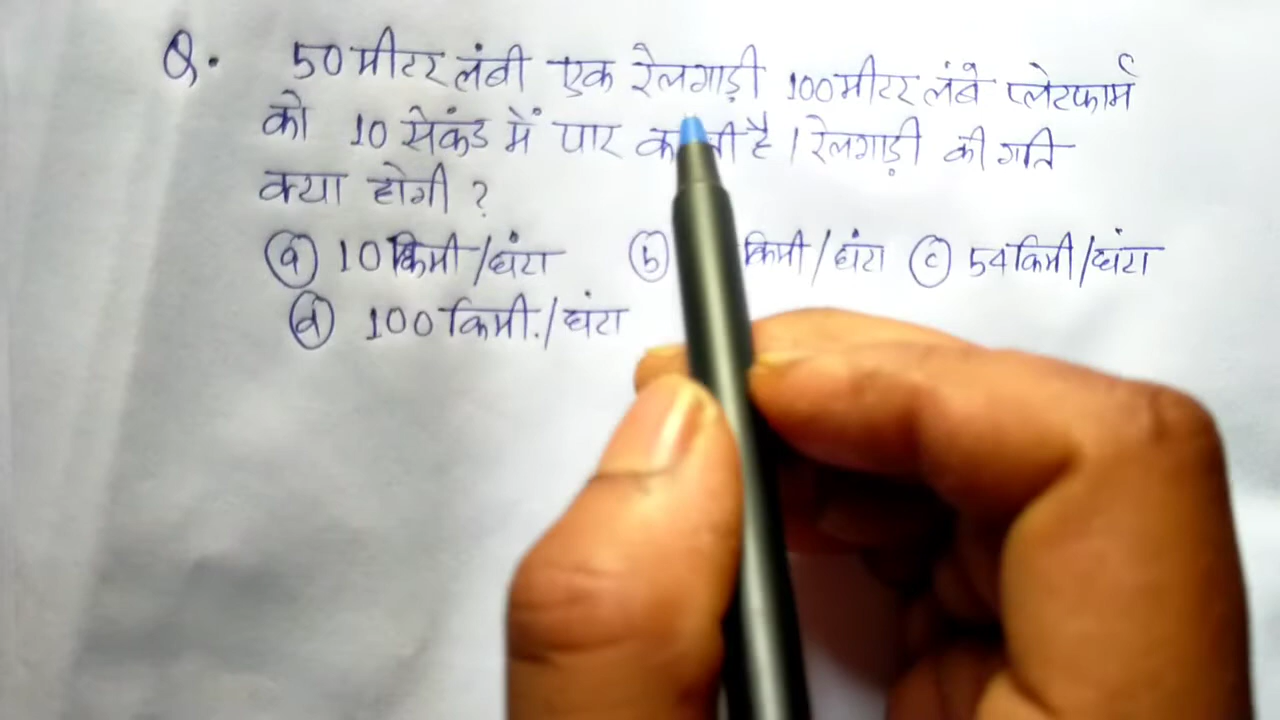 Q. 50 मीटर लंबी एक रेलगाड़ी 100 मीटर लंबे प्लेटफार्म
को 10 सेकंड में पार है । रेलगाड़ी की गति
क्या होगी ?
(a) 10 किमी/घंटा (b) किमी/घंटा (c) 54 किमी/घंटा
(d) 100 किमी./घंटा